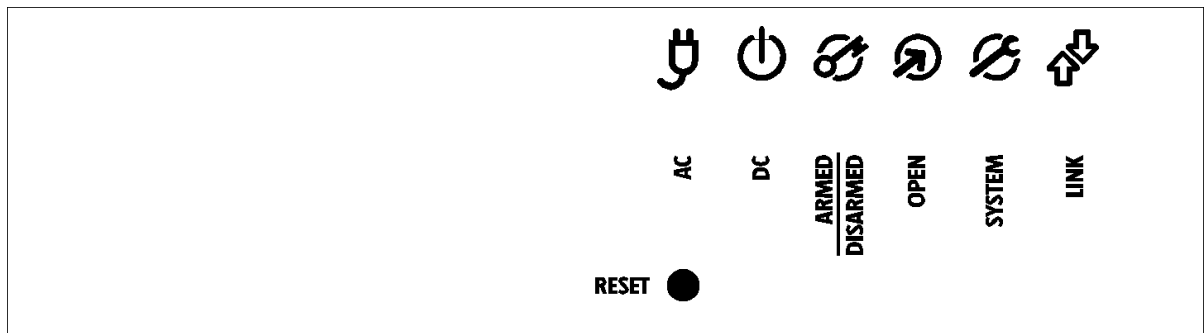 AC
DC
ARMED
DISARMED
OPEN
SYSTEM
LINK
RESET